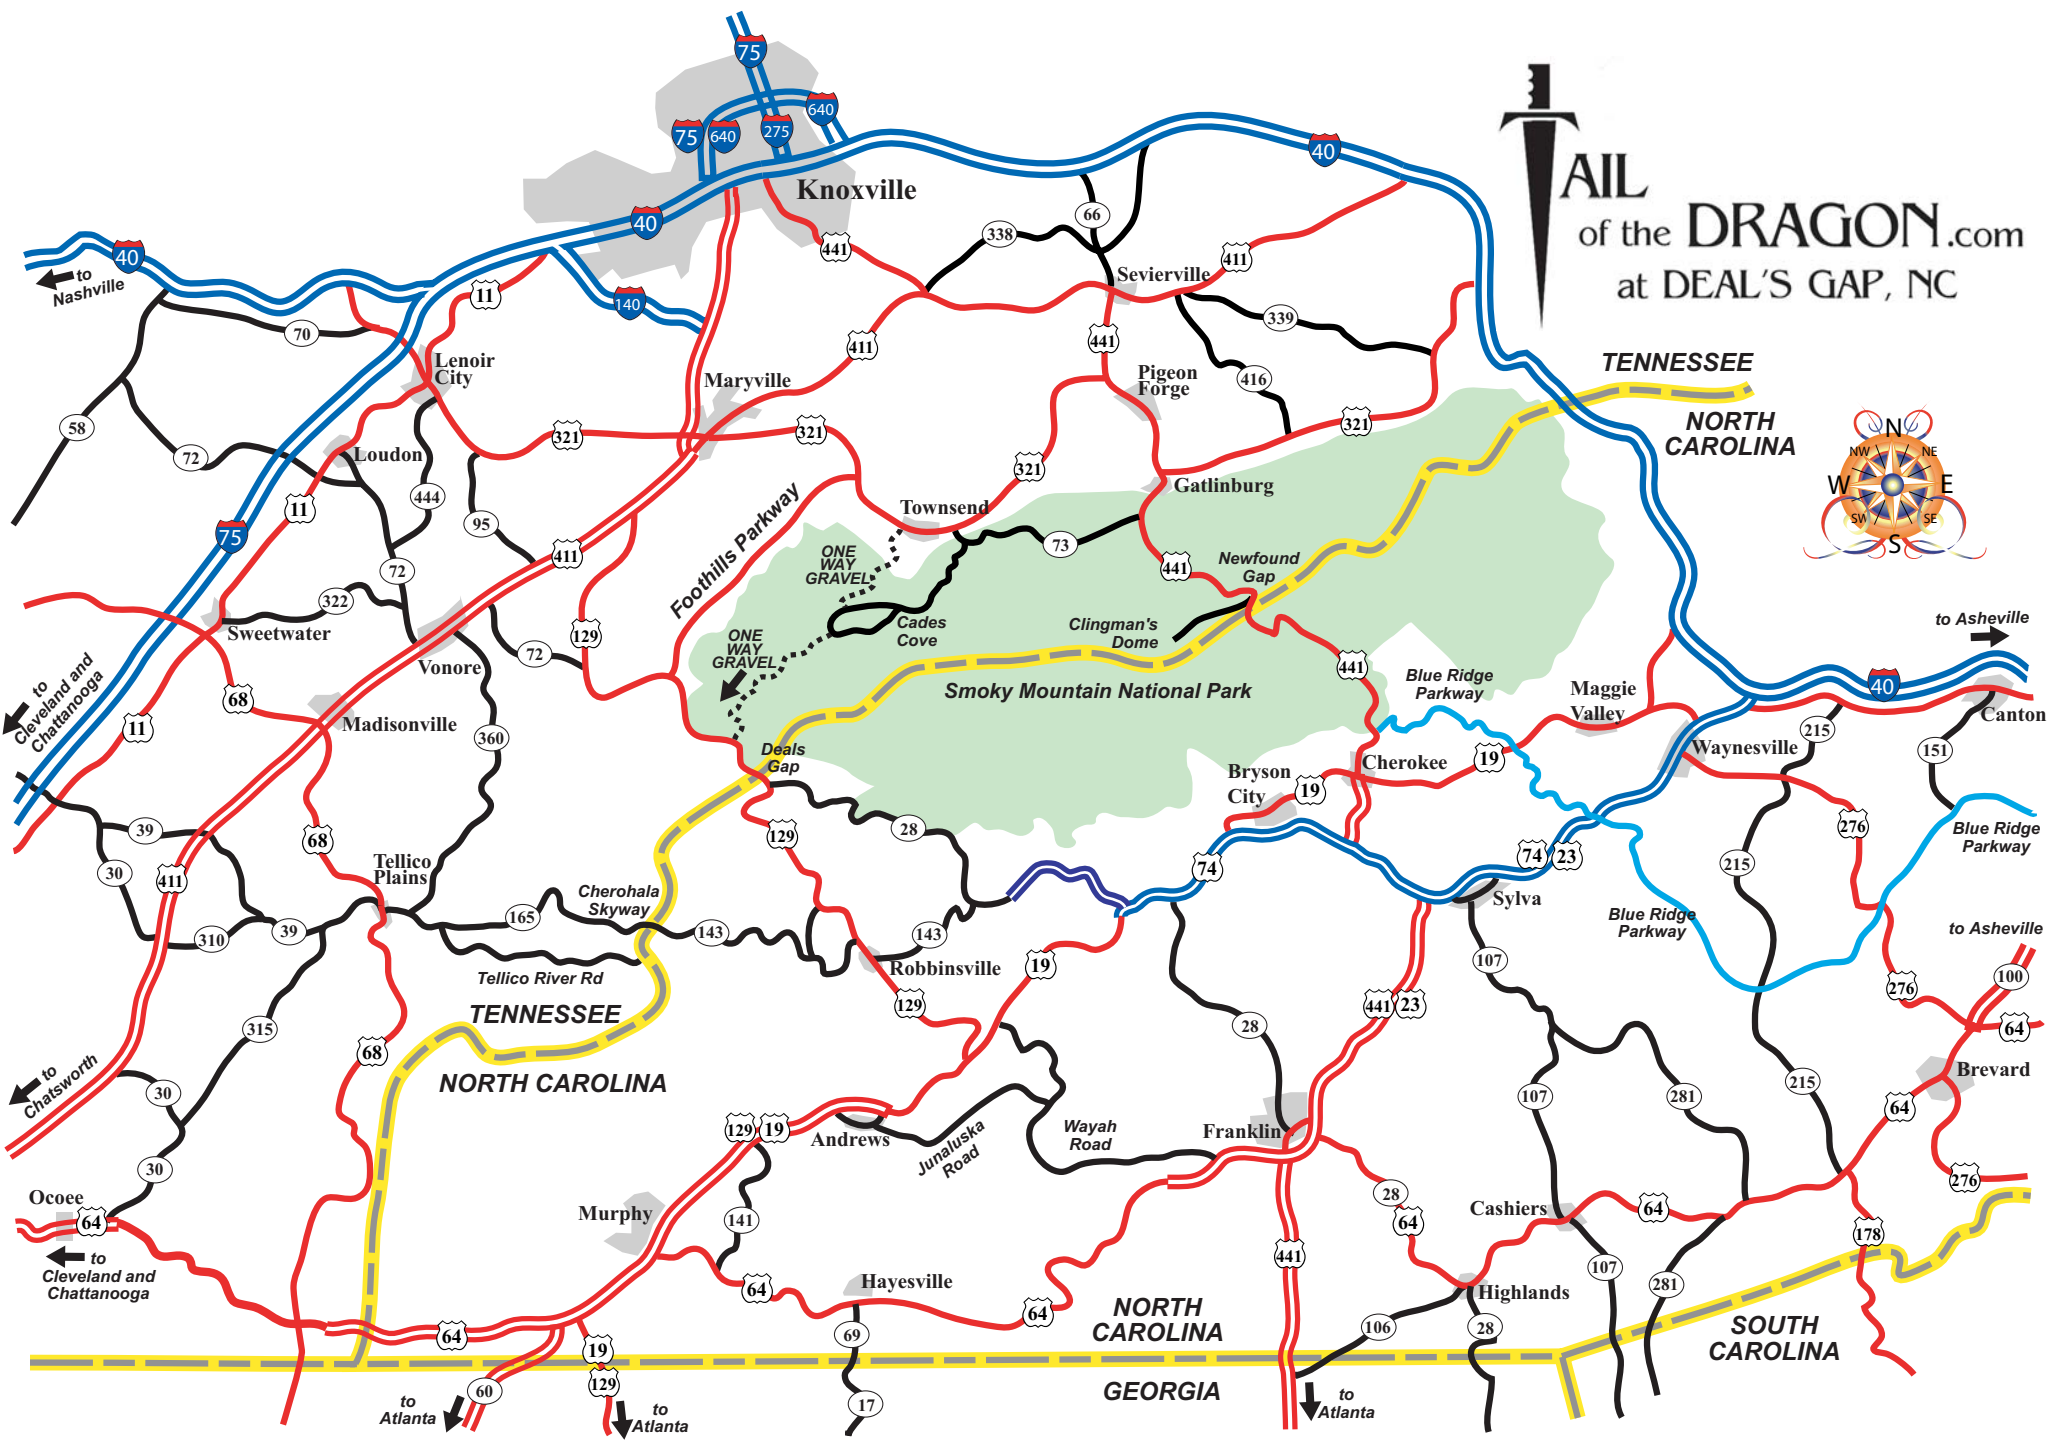 75
640
75
640
275
40
Knoxville
AIL
of the DRAGON.com
at DEAL'S GAP, NC
66
40
338
441
411
Sevierville
40
to
Nashville
11
140
339
70
441
411
Lenoir
City
Maryville
Pigeon
Forge
416
TENNESSEE
NORTH
CAROLINA
58
321
321
321
72
Loudon
321
Gatlinburg
N
NW
NE
W
E
SW
SE
S
444
11
95
Townsend
75
411
Foothills Parkway
73
ONE
WAY
GRAVEL
441
Newfound
Gap
72
322
Sweetwater
129
Cades
Cove
Clingman's
Dome
to Asheville
72
Vonore
ONE
WAY
GRAVEL
441
Smoky Mountain National Park
Blue Ridge
Parkway
Maggie
Valley
40
Canton
to
Cleveland and
Chattanooga
68
11
Madisonville
360
Deals
Gap
215
Waynesville
151
19
Cherokee
Bryson
City
19
39
68
129
28
276
Blue Ridge
Parkway
30
411
Tellico
Plains
74
74
23
215
Cherohala
Skyway
Sylva
165
143
143
310
39
Blue Ridge
Parkway
to Asheville
Tellico River Rd
Robbinsville
19
107
100
TENNESSEE
129
441
23
276
64
315
68
28
NORTH CAROLINA
to
Chatsworth
30
107
281
215
Brevard
64
129
19
Andrews
Junaluska
Road
Wayah
Road
Franklin
30
276
Ocoee
64
Murphy
141
28
64
Cashiers
64
178
to
Cleveland and
Chattanooga
441
107
281
64
Hayesville
64
Highlands
NORTH
CAROLINA
64
19
69
106
28
SOUTH
CAROLINA
60
129
GEORGIA
to
Atlanta
to
Atlanta
17
to
Atlanta